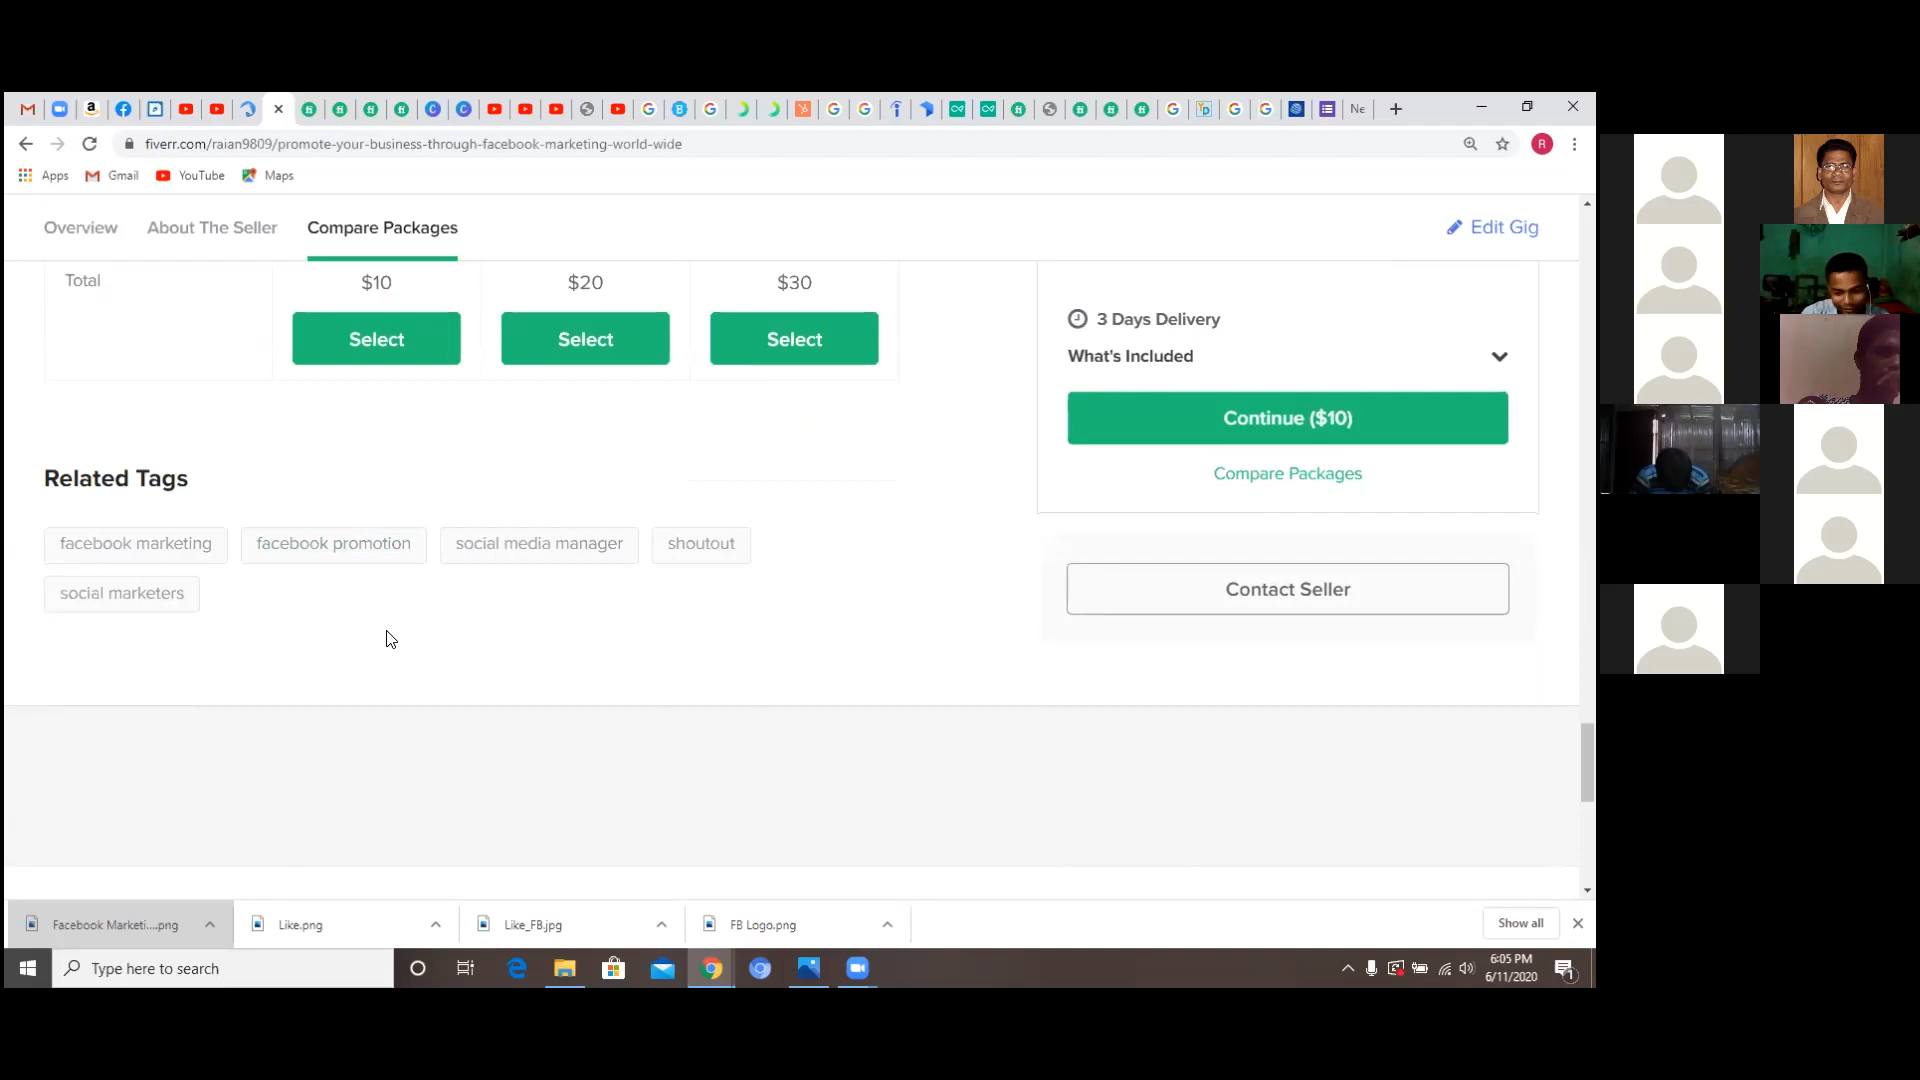 Ne
fiverr.com/raian9809/promote-your-business-through-facebook-marketing-world-wide
R
Apps Gmail YouTube Maps
Overview About The Seller Compare Packages
Edit Gig
Total $10 $20 $30
Select Select Select
3 Days Delivery
What's Included
Continue ($10)
Compare Packages
Related Tags
facebook marketing facebook promotion social media manager shoutout
social marketers
Contact Seller
Facebook Marketi....png Like.png Like_FB.jpg FB Logo.png Show all
Type here to search
6:05 PM
6/11/2020
1